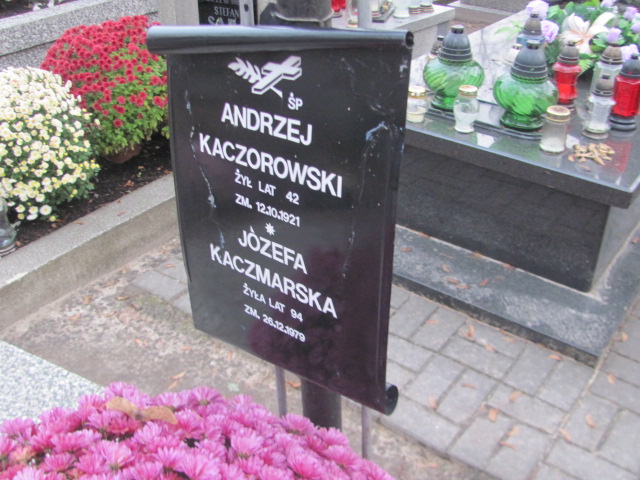 STEFAN
ŚP
ANDRZEJ
KACZOROWSKI
ŻYŁ LAT 42
ZM. 12.10.1921
JÓZEFA
KACZMARSKA
ŻYŁA LAT 94
ZM. 26.12.1979